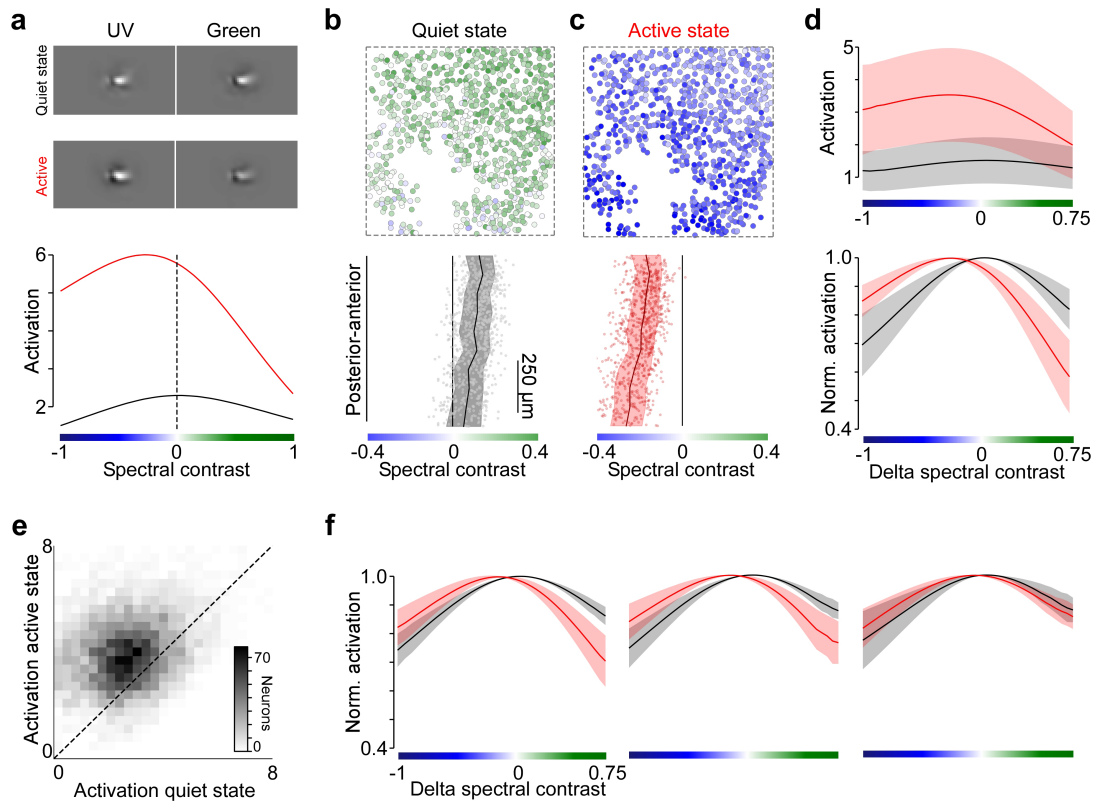 a
UV
Green
Quiet state
Active
6
Activation
2
-1
0
1
Spectral contrast
b
Quiet state
Posterior-anterior
250 µm
-0.4
0
0.4
Spectral contrast
c
Active state
-0.4
0
0.4
Spectral contrast
d
5
Activation
1
-1
0
0.75
1.0
Norm. activation
0.4
-1
0
0.75
Delta spectral contrast
e
8
Activation active state
0
70
Neurons
0
0
8
Activation quiet state
f
1.0
Norm. activation
0.4
-1
0
0.75
Delta spectral contrast